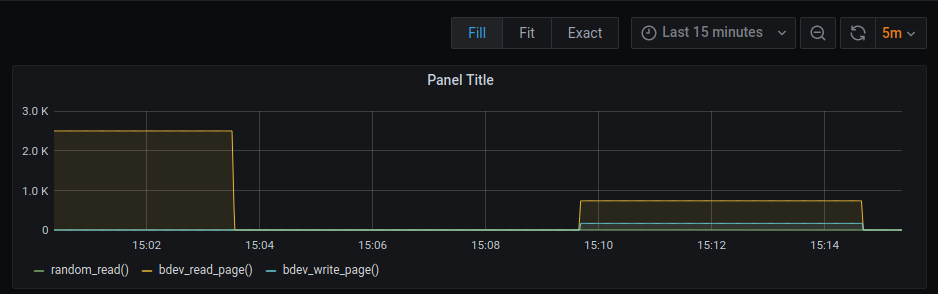 Fill Fit Exact Last 15 minutes 5m
Panel Title
3.0 K
2.0 K
1.0 K
0
15:02 15:04 15:06 15:08 15:10 15:12 15:14
random_read() bdev_read_page() bdev_write_page()